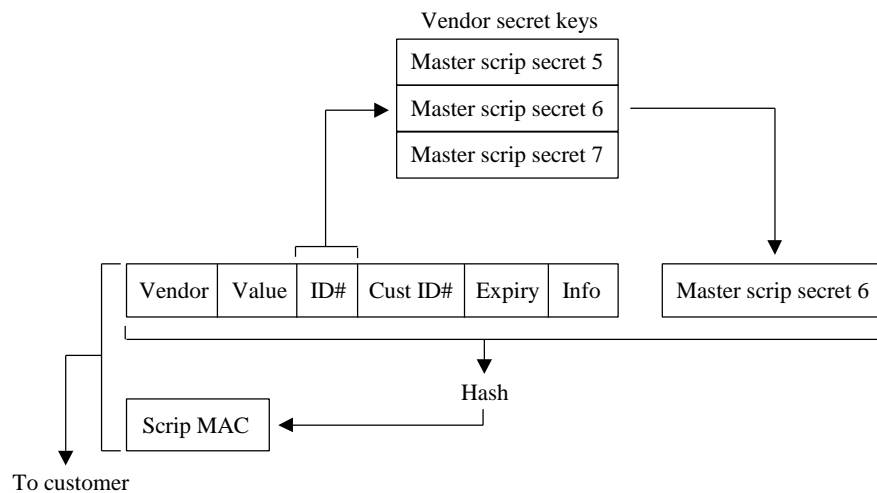 Vendor secret keys
Master scrip secret 5
Master scrip secret 6
Master scrip secret 7
Vendor Value ID# Cust ID# Expiry Info
Master scrip secret 6
Hash
Scrip MAC
To customer